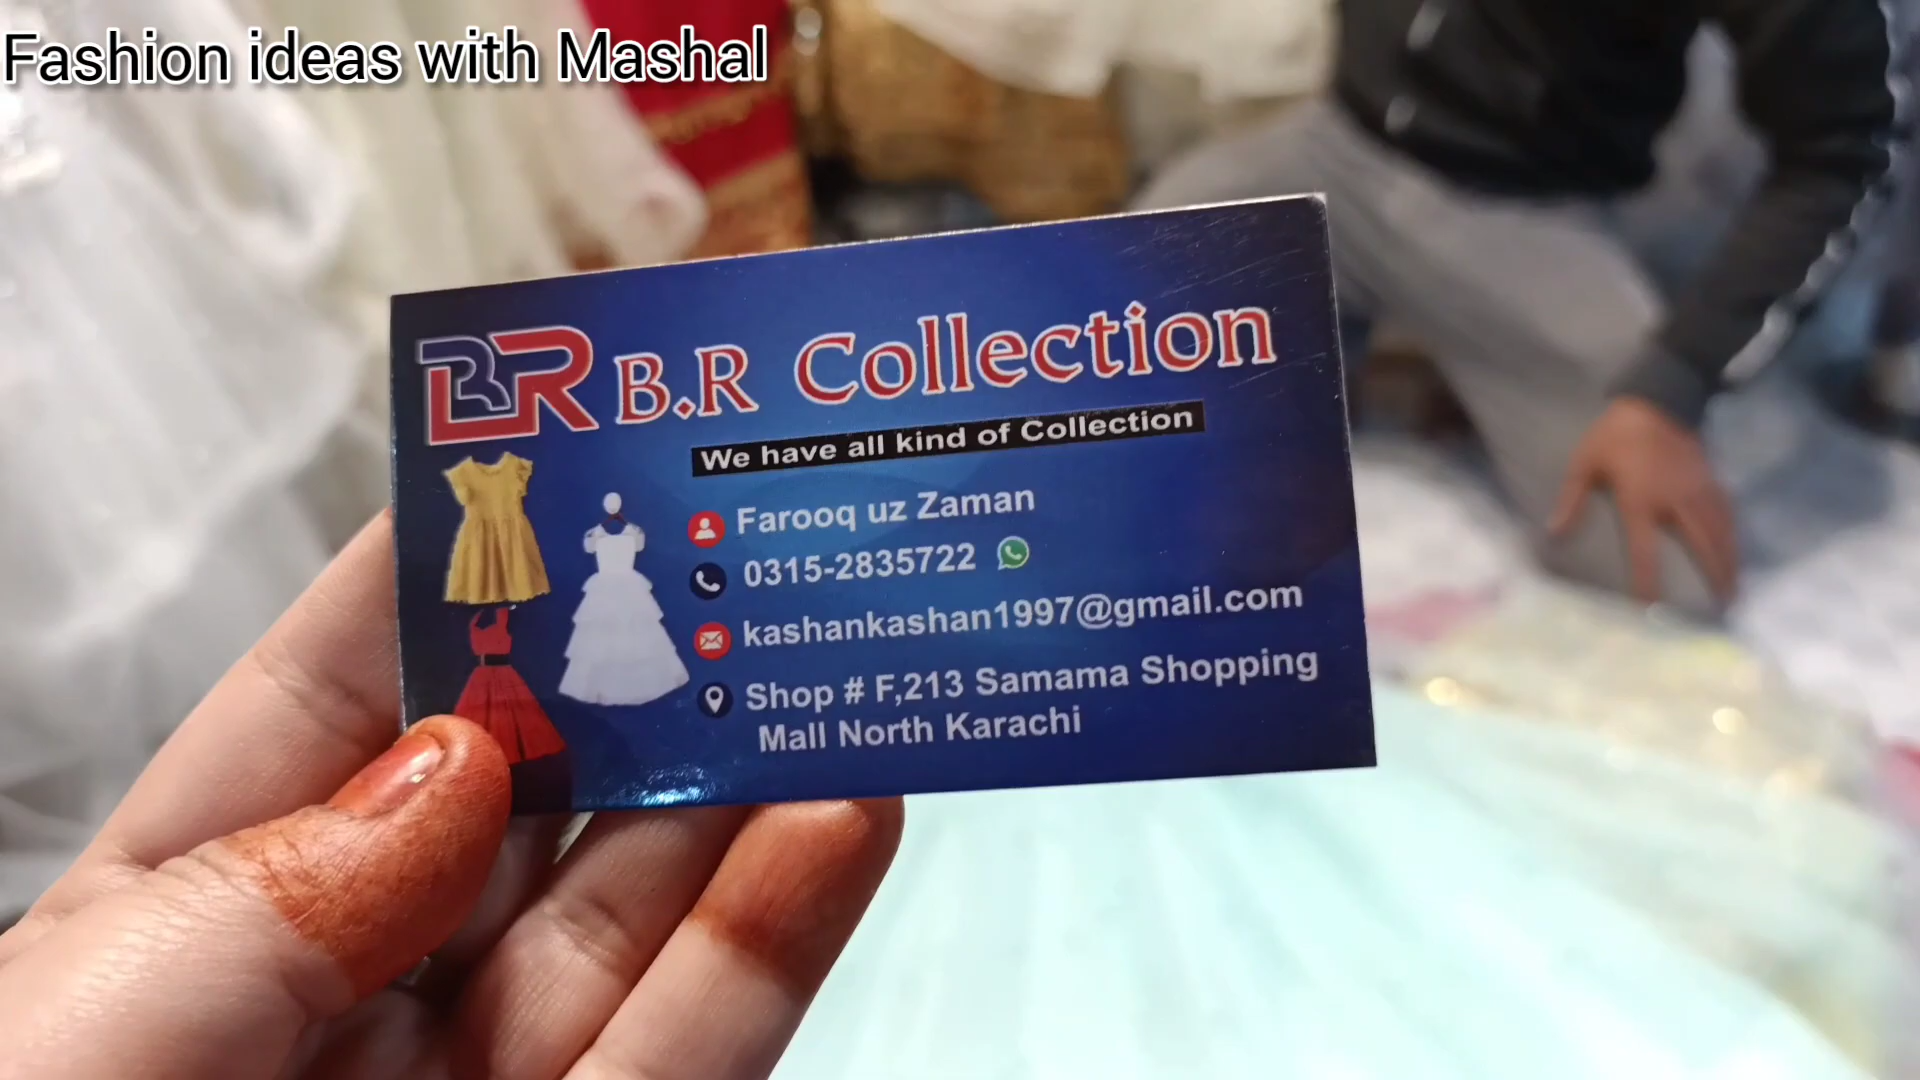 Fashion ideas with Mashal
BR B.R Collection
We have all kind of Collection
Farooq uz Zaman
0315-2835722
kashankashan1997@gmail.com
Shop # F,213 Samama Shopping
Mall North Karachi